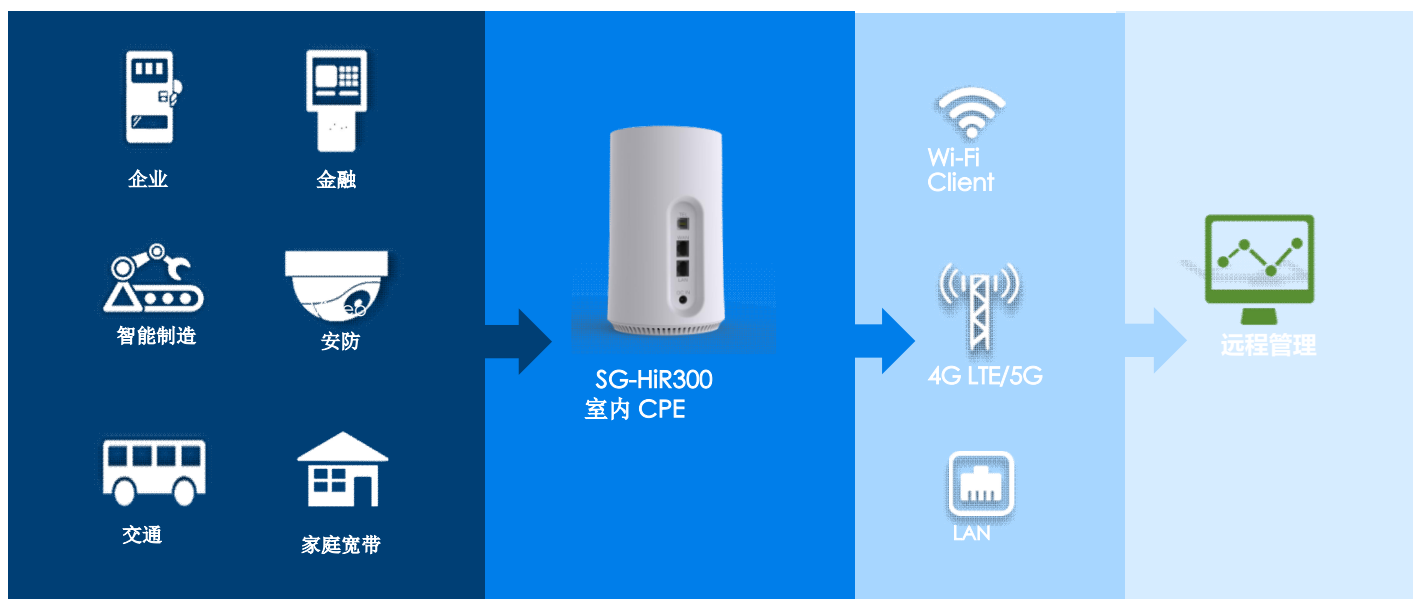 企业
金融
智能制造
安防
交通
家庭宽带
SG-HiR300
室内 CPE
Wi-Fi
Client
4G LTE/5G
LAN
远程管理